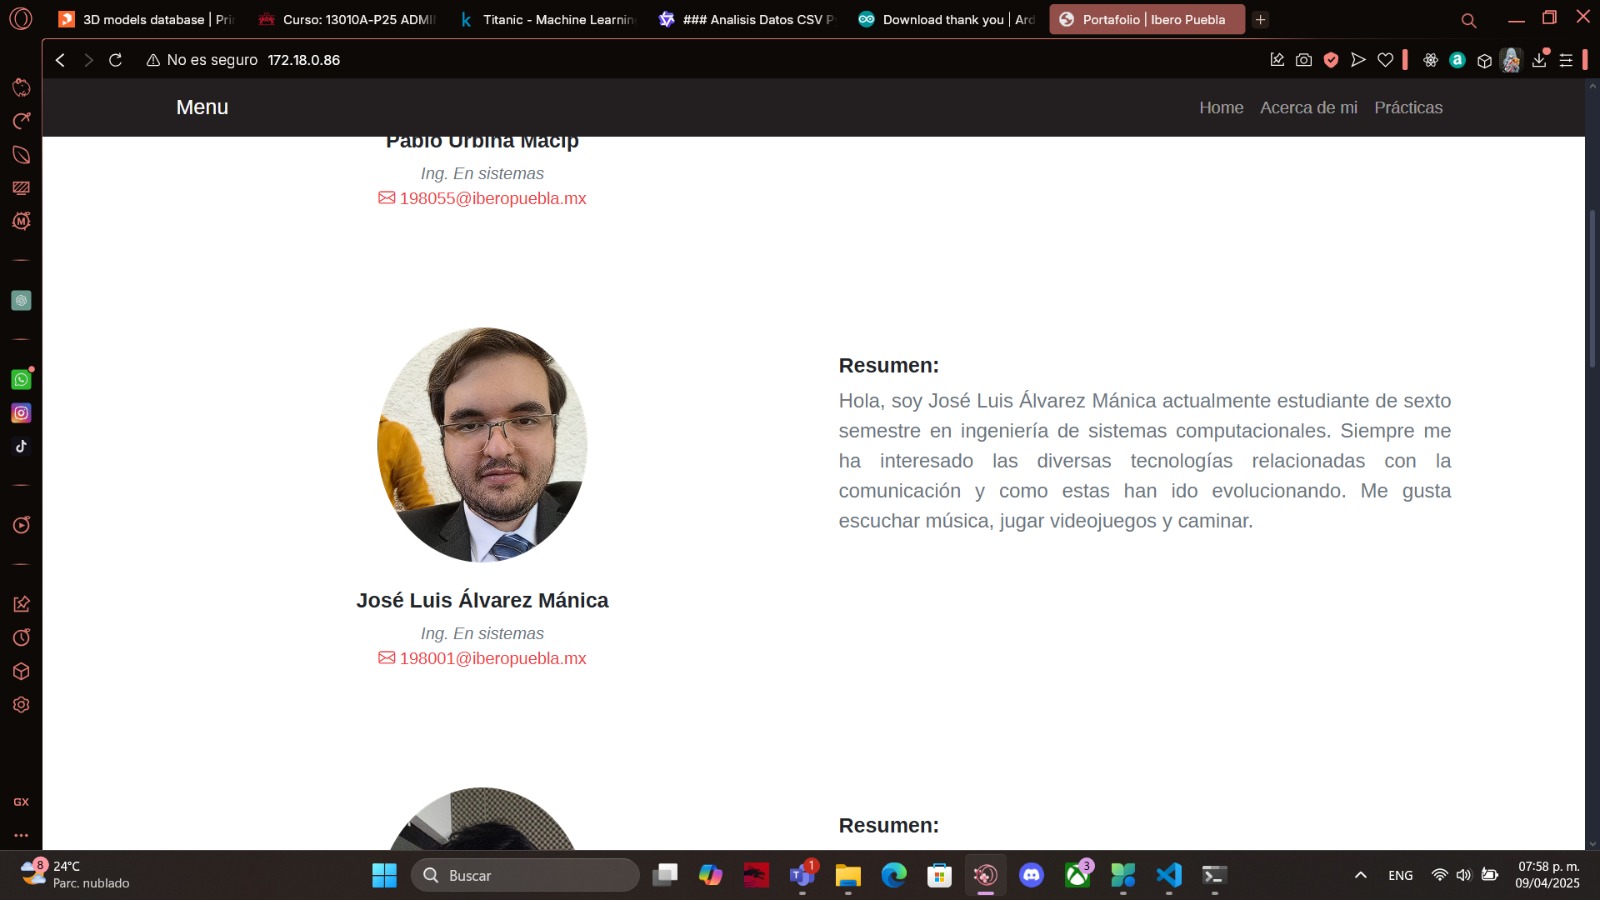 3D models database | Prin
Curso: 13010A-P25 ADMI
Titanic - Machine Learnin
### Analisis Datos CSV P
Download thank you | Ard
Portafolio | Ibero Puebla
No es seguro 172.18.0.86
Menu
Home Acerca de mi Prácticas
Pablo Urbina Macip
Ing. En sistemas
198055@iberopuebla.mx
Resumen:
Hola, soy José Luis Álvarez Mánica actualmente estudiante de sexto
semestre en ingeniería de sistemas computacionales. Siempre me
ha interesado las diversas tecnologías relacionadas con la
comunicación y como estas han ido evolucionando. Me gusta
escuchar música, jugar videojuegos y caminar.
José Luis Álvarez Mánica
Ing. En sistemas
198001@iberopuebla.mx
Resumen:
GX
8
24°C
Parc. nublado
Buscar
1
3
ENG
07:58 p. m.
09/04/2025